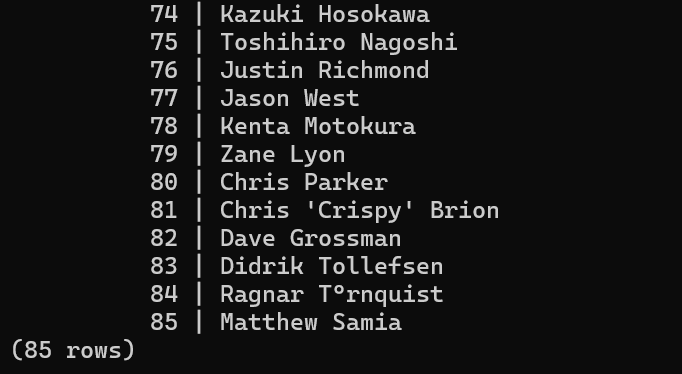 74 | Kazuki Hosokawa
75 | Toshihiro Nagoshi
76 | Justin Richmond
77 | Jason West
78 | Kenta Motokura
79 | Zane Lyon
80 | Chris Parker
81 | Chris 'Crispy' Brion
82 | Dave Grossman
83 | Didrik Tollefsen
84 | Ragnar T°rnquist
85 | Matthew Samia
(85 rows)